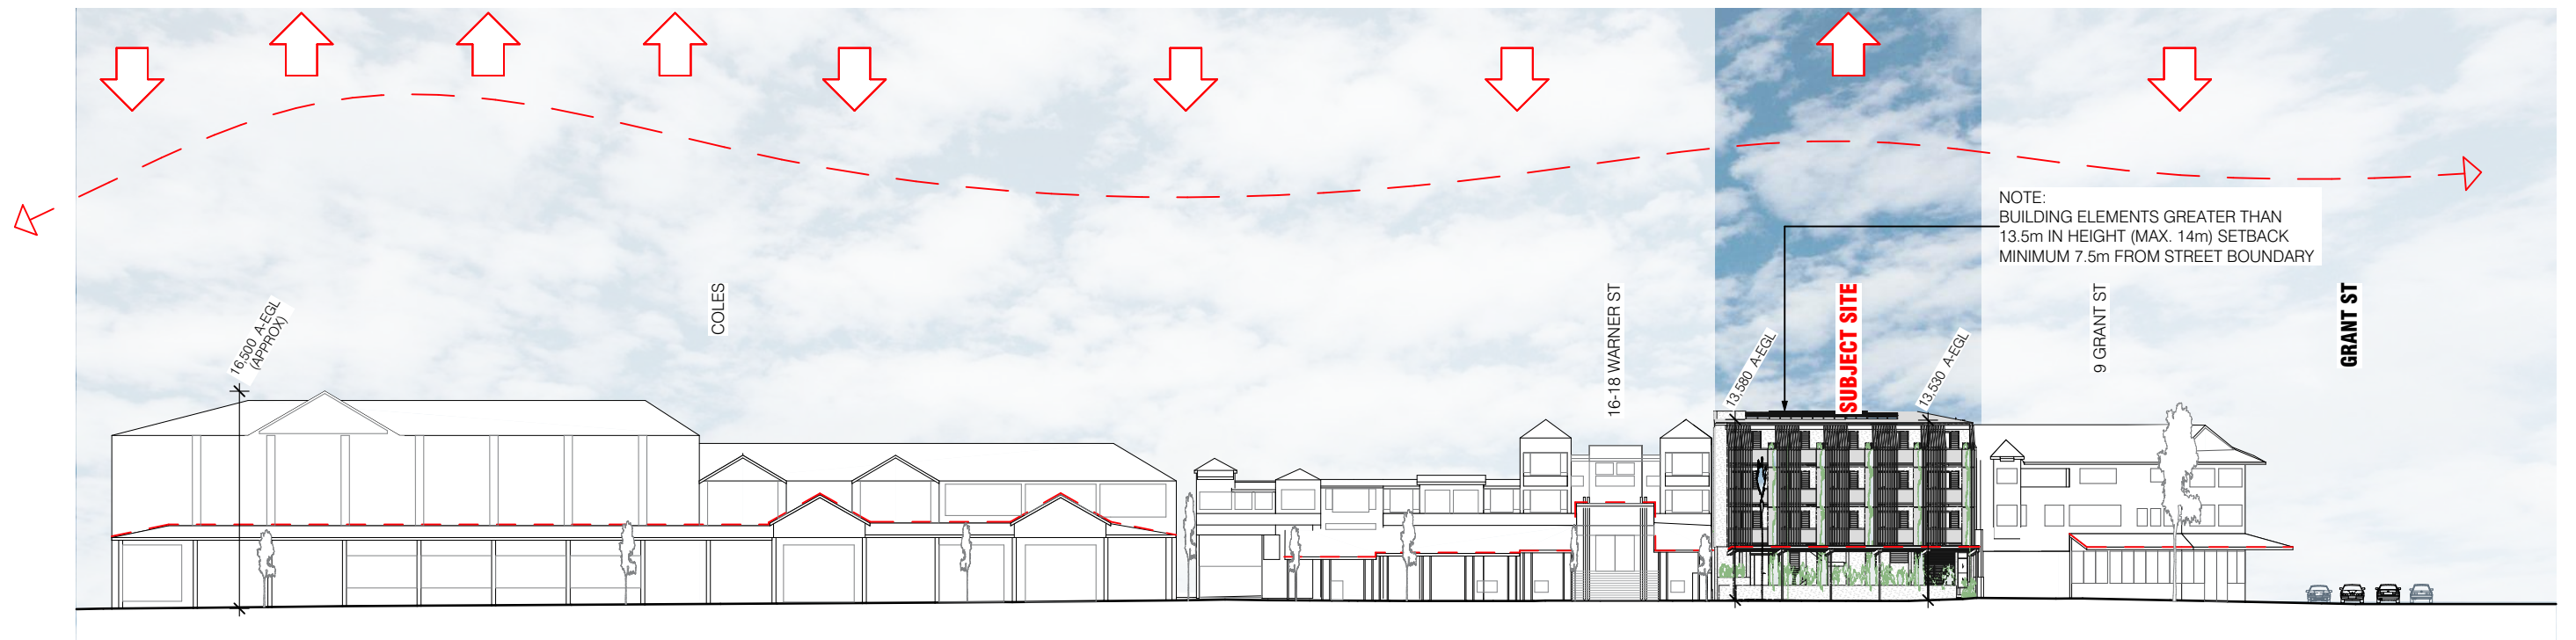 NOTE:
BUILDING ELEMENTS GREATER THAN
13.5m IN HEIGHT (MAX. 14m) SETBACK
MINIMUM 7.5m FROM STREET BOUNDARY
16,500 A-EGL
(APPROX)
COLES
16-18 WARNER ST
13,580 A-EGL
SUBJECT SITE
13,530 A-EGL
9 GRANT ST
GRANT ST